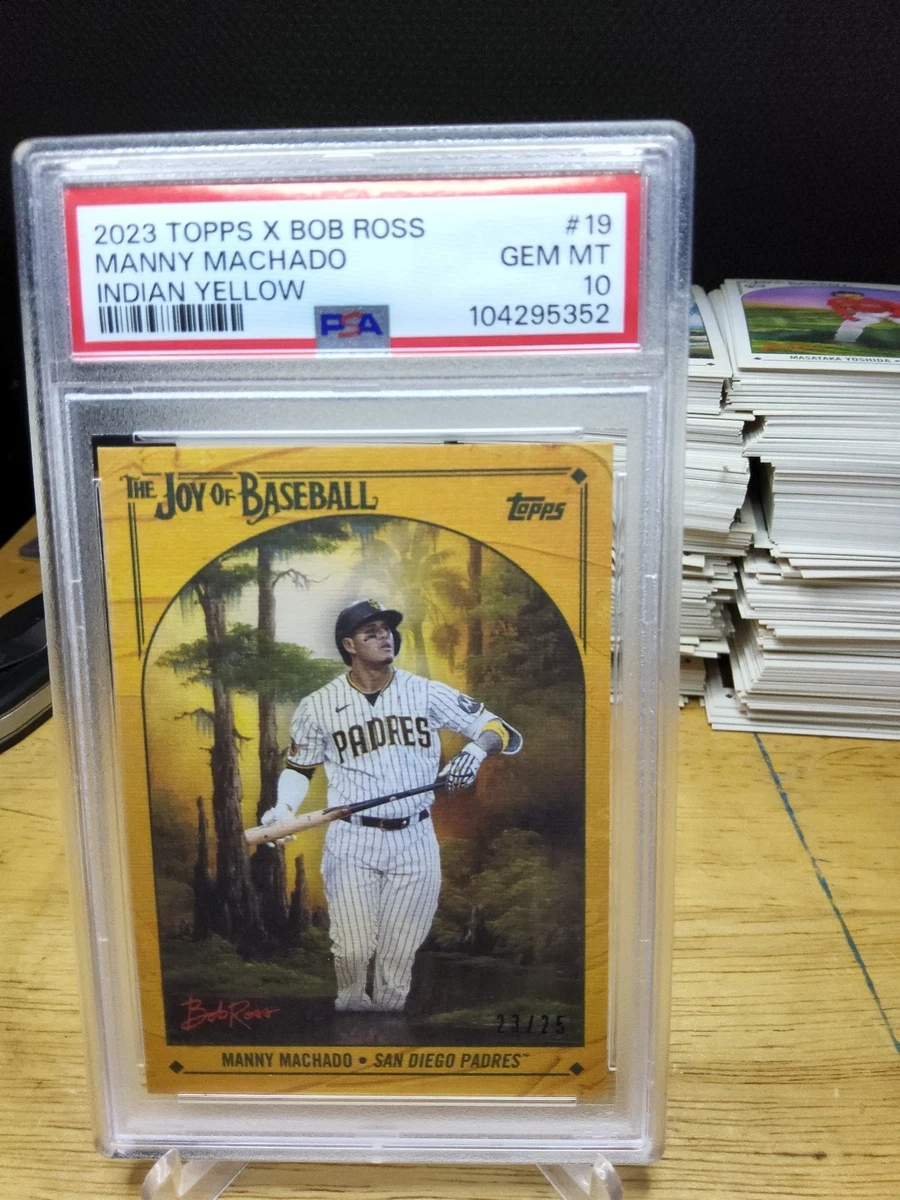 2023 TOPPS X BOB ROSS #19
MANNY MACHADO GEM MT
INDIAN YELLOW 10
PSA 104295352
THE JOY OF BASEBALL
topps
PADRES
Bob Ross
23/25
MANNY MACHADO • SAN DIEGO PADRES™
MASATAKA YOSHIDA •